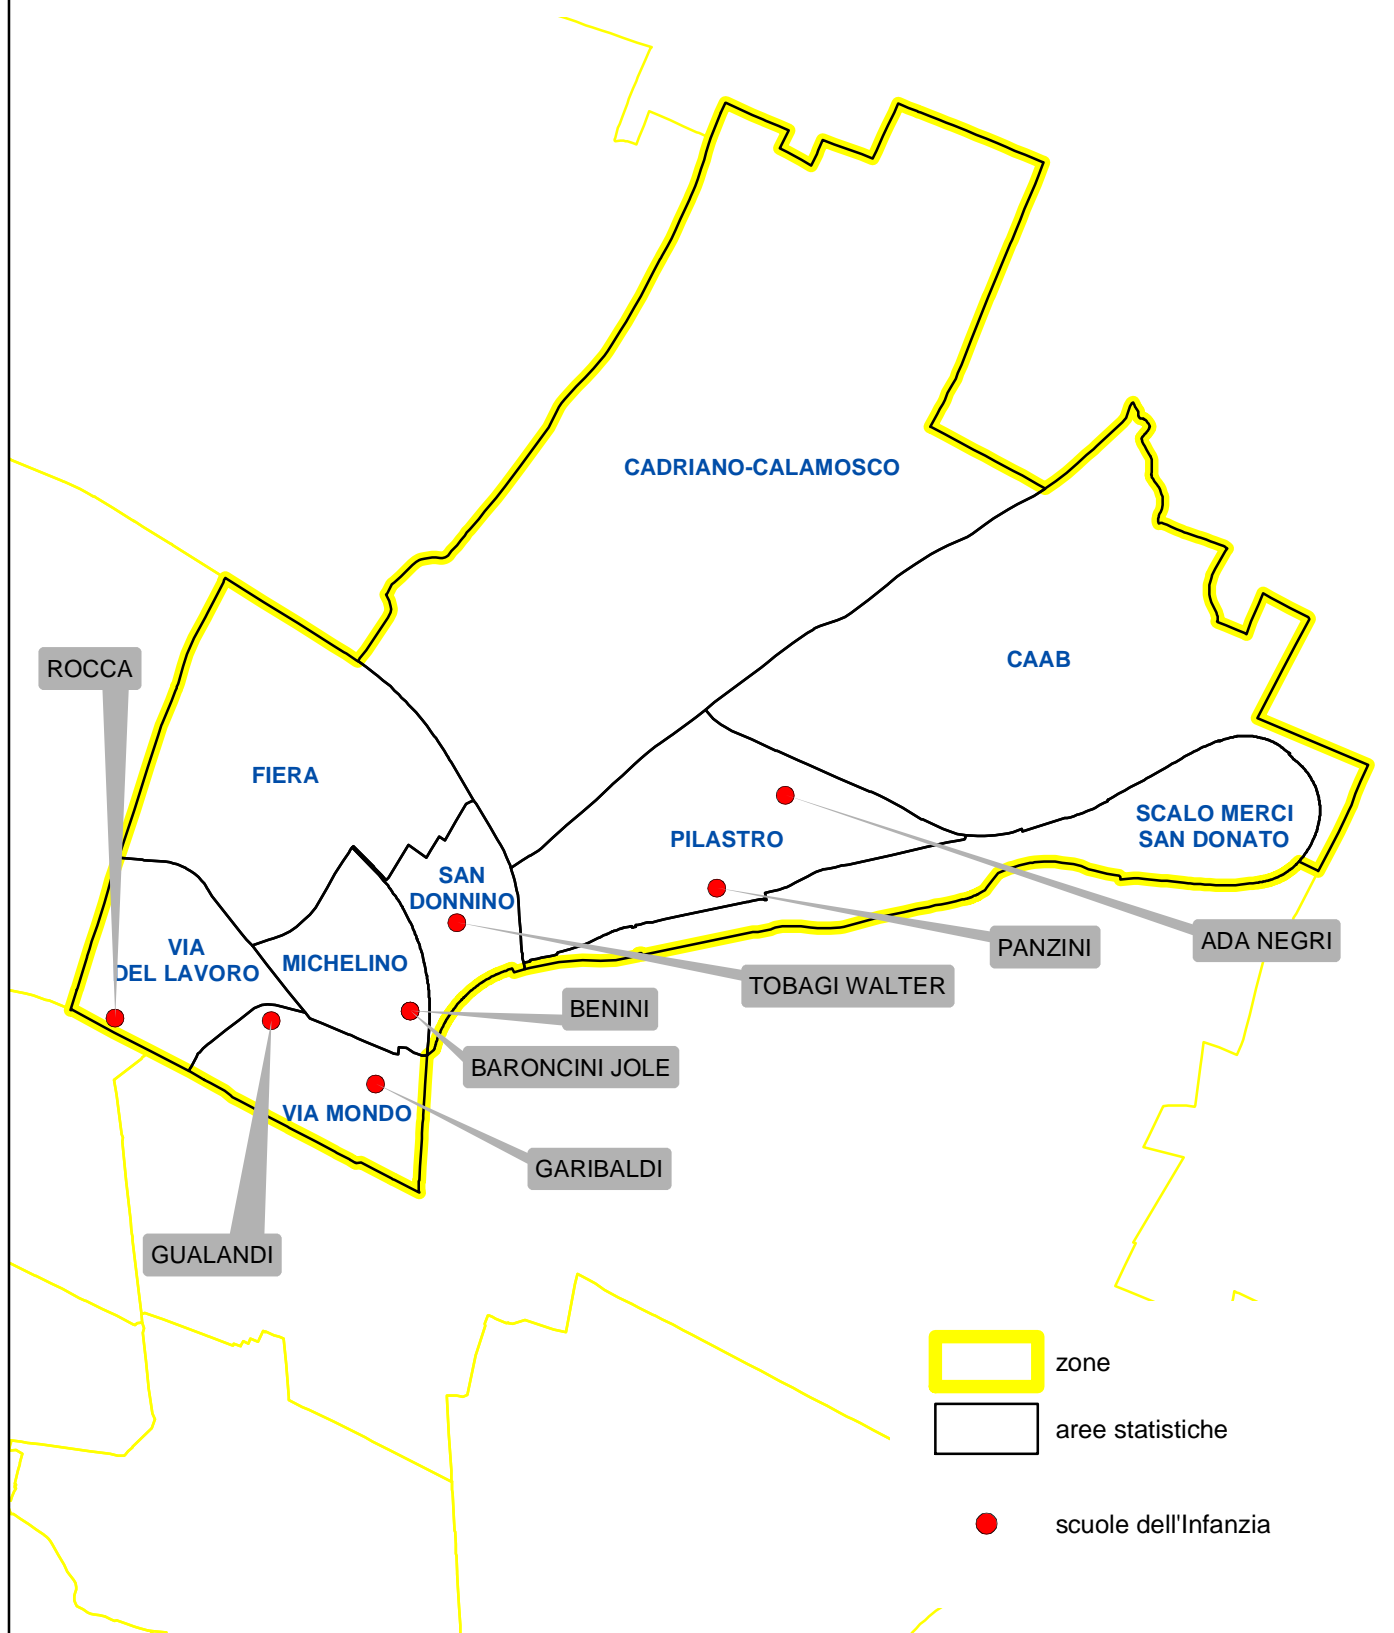 CADRIANO-CALAMOSCO
CAAB
ROCCA
FIERA
SCALO MERCI
SAN DONATO
PILASTRO
SAN
DONNINO
VIA
DEL LAVORO
MICHELINO
PANZINI
ADA NEGRI
TOBAGI WALTER
BENINI
BARONCINI JOLE
VIA MONDO
GARIBALDI
GUALANDI
zone
aree statistiche
scuole dell'Infanzia